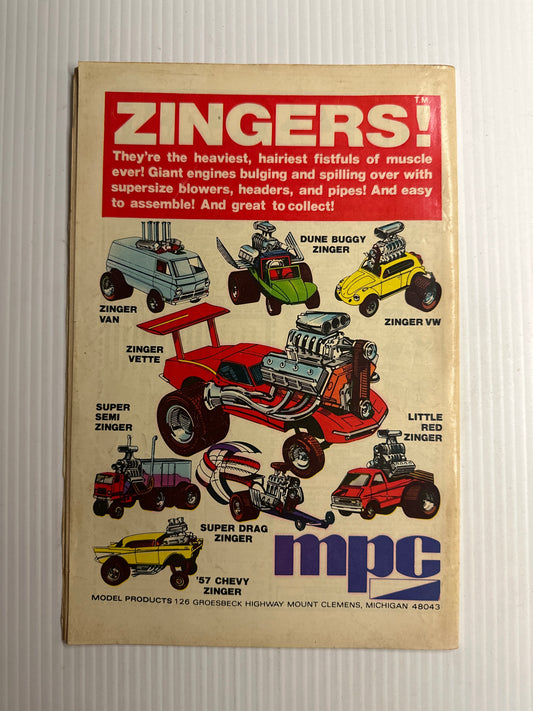 ZINGERS!
T.M.
They're the heaviest, hairiest fistfuls of muscle
ever! Giant engines bulging and spilling over with
supersize blowers, headers, and pipes! And easy
to assemble! And great to collect!
ZINGER
VAN
DUNE BUGGY
ZINGER
ZINGER VW
ZINGER
VETTE
SUPER
SEMI
ZINGER
LITTLE
RED
ZINGER
SUPER DRAG
ZINGER
'57 CHEVY
ZINGER
mpc
MODEL PRODUCTS 126 GROESBECK HIGHWAY MOUNT CLEMENS, MICHIGAN 48043